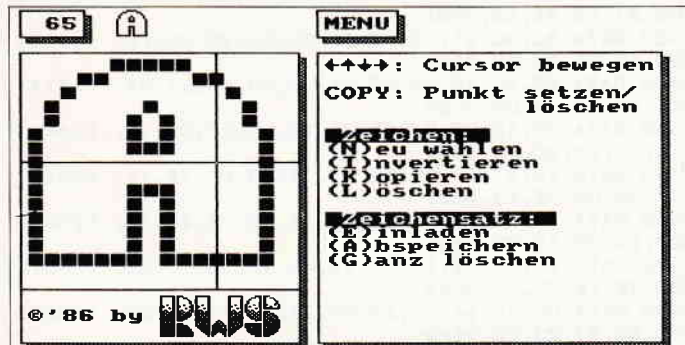 65 A
MENU
←↑↓→: Cursor bewegen
COPY: Punkt setzen/
löschen
Zeichen:
(N)eu wählen
(I)nvertieren
(K)opieren
(L)öschen
Zeichensatz:
(E)inladen
(A)bspeichern
(G)anz löschen
©'86 by RWS